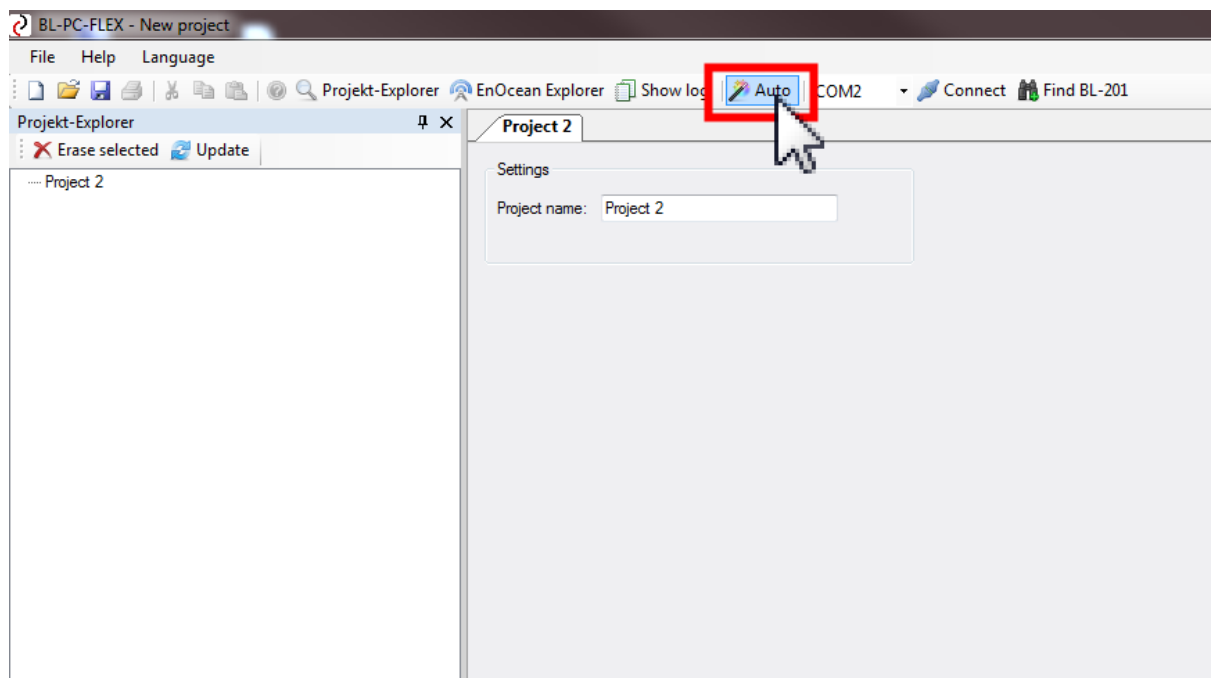 BL-PC-FLEX - New project
File Help Language
Projekt-Explorer EnOcean Explorer Show log Auto COM2 Connect Find BL-201
Projekt-Explorer
Project 2
Erase selected Update
Settings
Project 2
Project name: Project 2